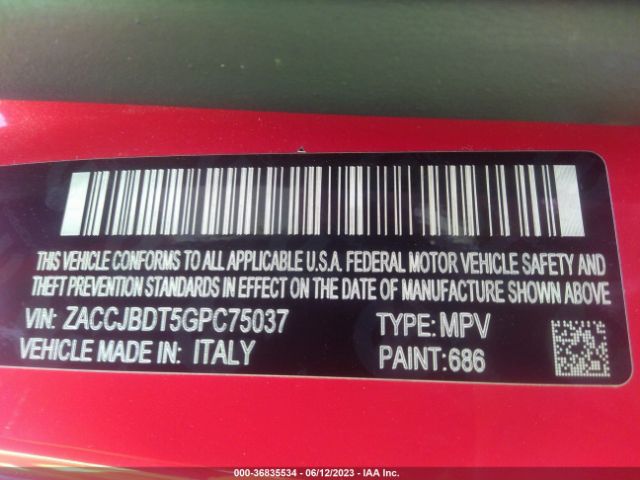 THIS VEHICLE CONFORMS TO ALL APPLICABLE U.S.A. FEDERAL MOTOR VEHICLE SAFETY AND
THEFT PREVENTION STANDARDS IN EFFECT ON THE DATE OF MANUFACTURE SHOWN ABOVE
VIN: ZACCJBDT5GPC75037 TYPE: MPV
VEHICLE MADE IN: ITALY PAINT:686
000-36835534 / 06/12/2023 - IAA Inc.